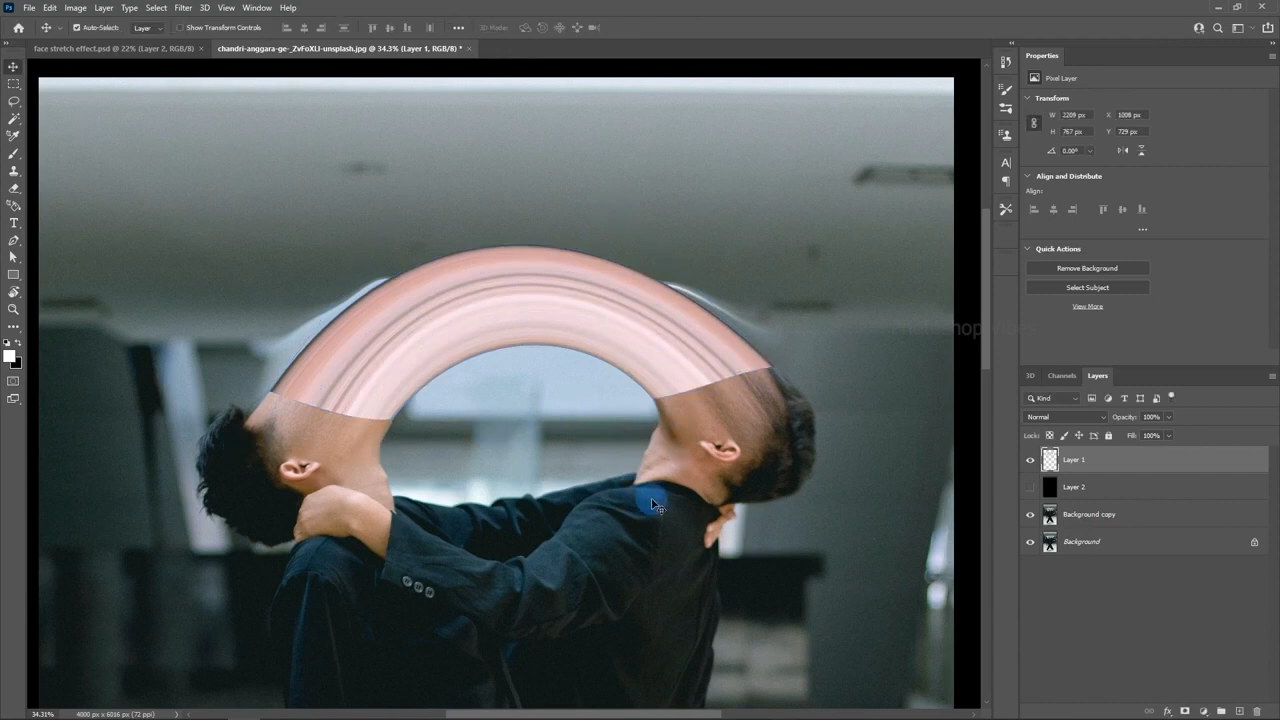 Ps File Edit Image Layer Type Select Filter 3D View Window Help
Auto-Select: Layer Show Transform Controls 3D Mode:
face stretch effect.psd @ 22% (Layer 2, RGB/8) × chandri-anggara-ge-_ZvFoXLI-unsplash.jpg @ 34.3% (Layer 1, RGB/8) * ×
Properties
Pixel Layer
Transform
W 2209 px X 1008 px
H 767 px Y 729 px
0.00°
Align and Distribute
Align:
Quick Actions
Remove Background
Select Subject
View More
3D Channels Layers
Kind
Normal Opacity: 100%
Lock: Fill: 100%
Layer 1
Layer 2
Background copy
Background
34.31% 4000 px x 6016 px (72 ppi)